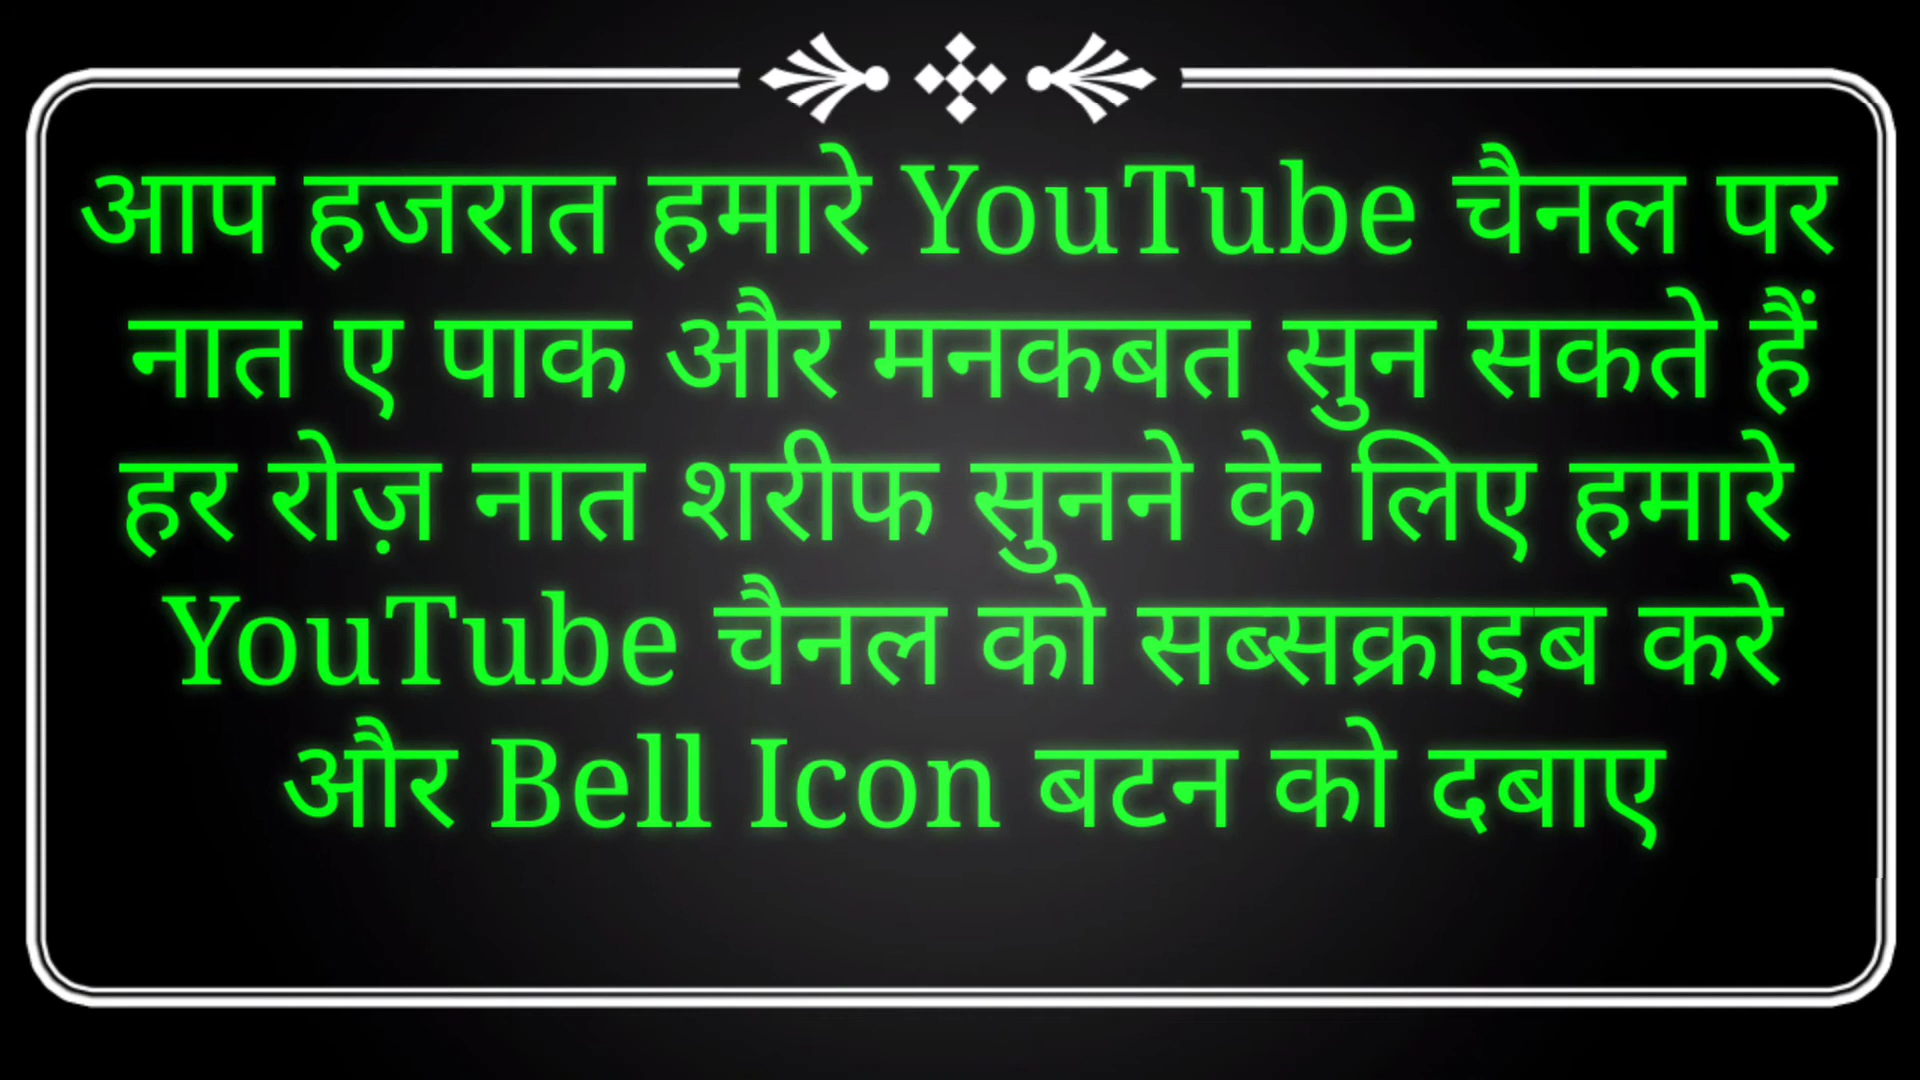 आप हजरात हमारे YouTube चैनल पर
नात ए पाक और मनकबत सुन सकते हैं
हर रोज़ नात शरीफ सुनने के लिए हमारे
YouTube चैनल को सब्सक्राइब करे
और Bell Icon बटन को दबाए